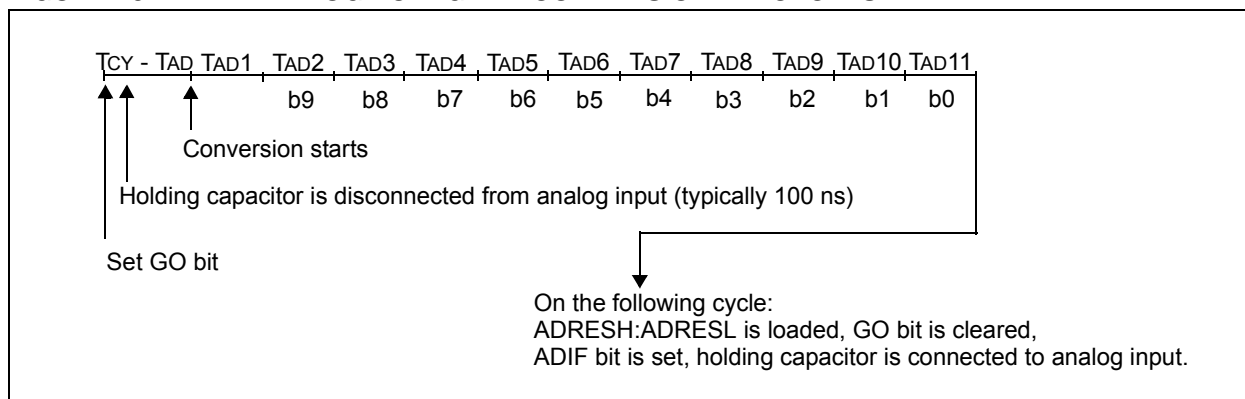 TCY - TAD TAD1 TAD2 TAD3 TAD4 TAD5 TAD6 TAD7 TAD8 TAD9 TAD10 TAD11
b9 b8 b7 b6 b5 b4 b3 b2 b1 b0
Conversion starts
Holding capacitor is disconnected from analog input (typically 100 ns)
Set GO bit
On the following cycle:
ADRESH:ADRESL is loaded, GO bit is cleared,
ADIF bit is set, holding capacitor is connected to analog input.